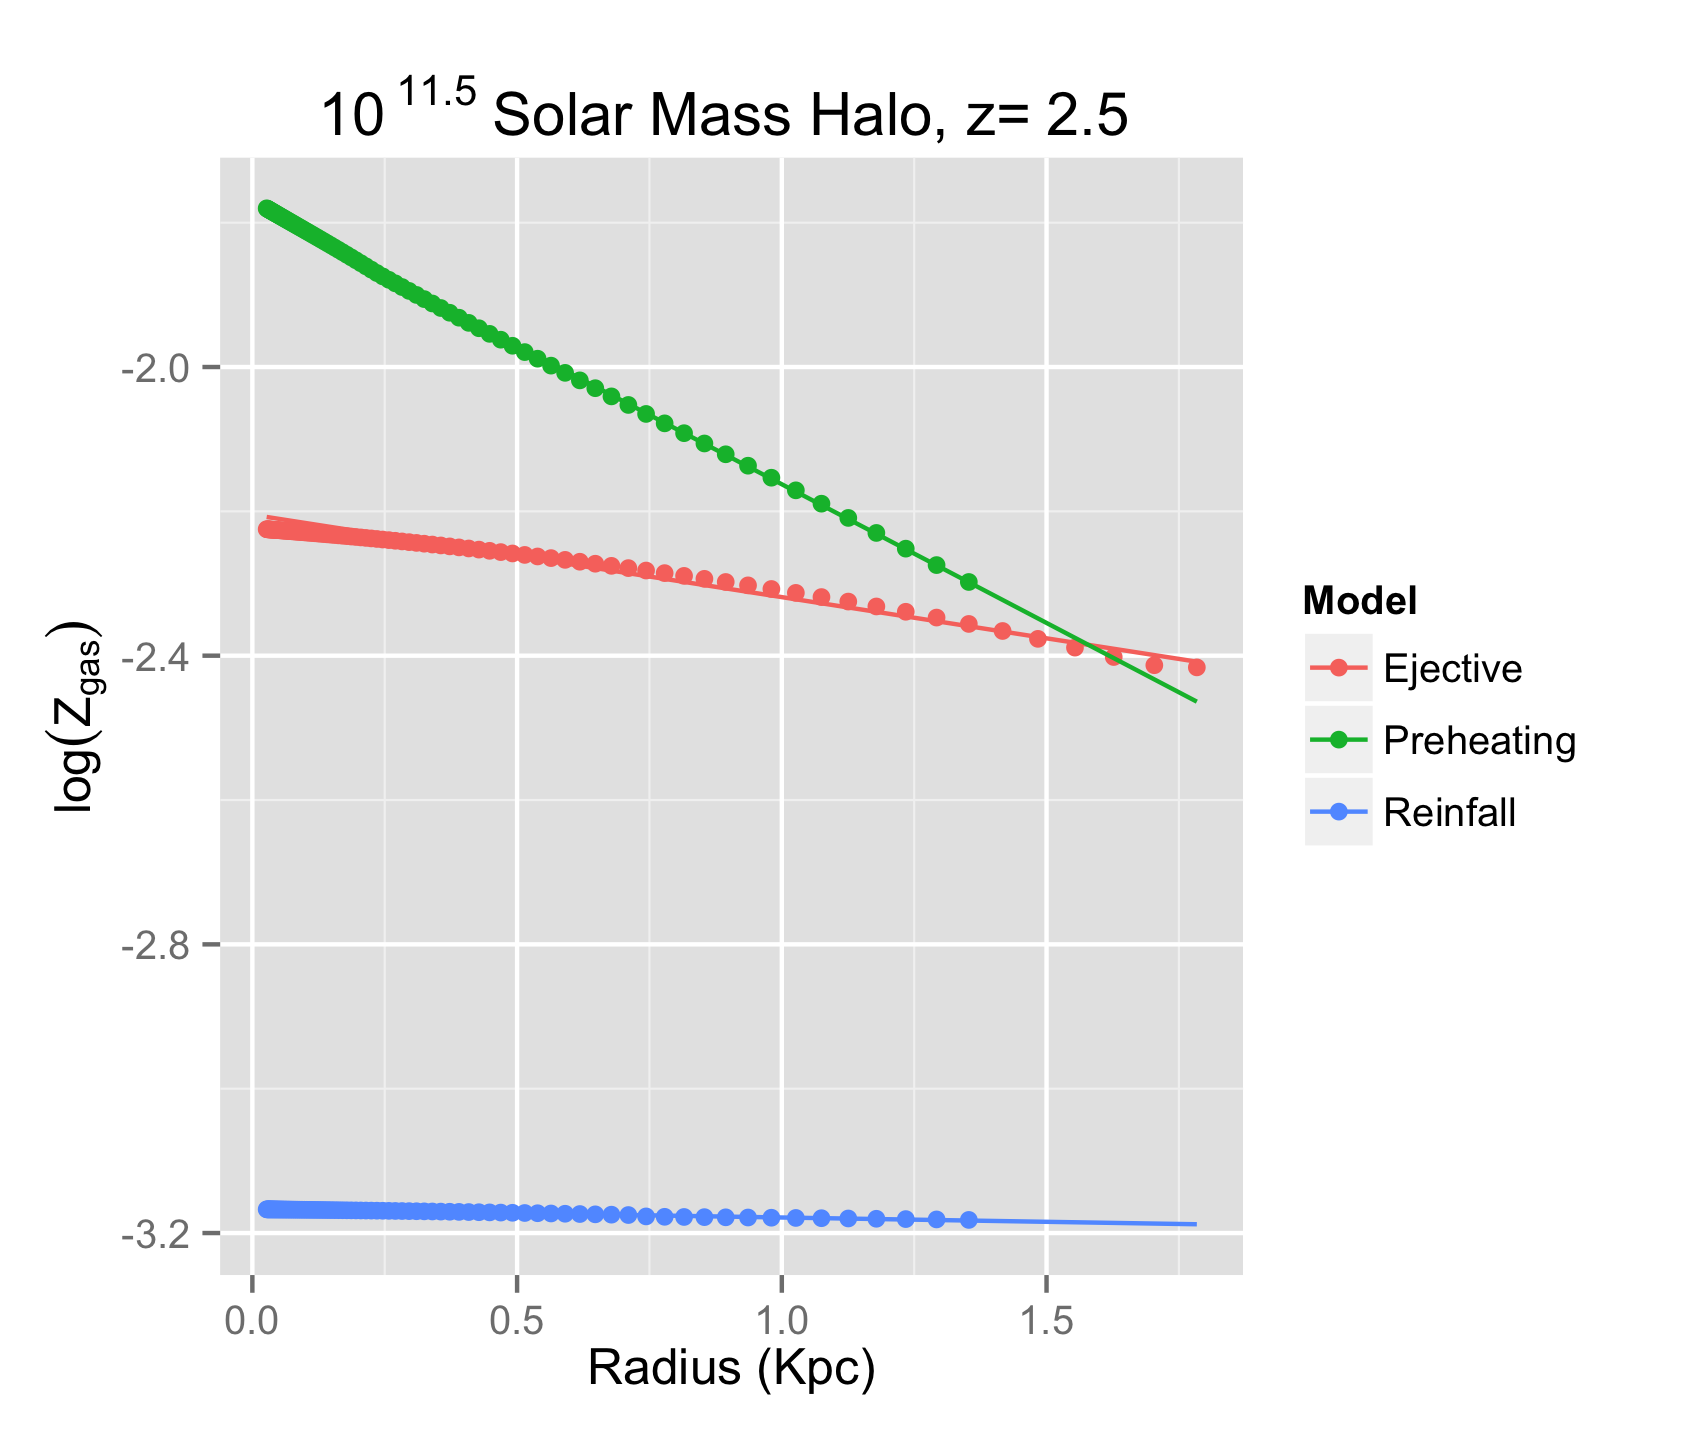 10 11.5 Solar Mass Halo, z= 2.5
log(Zgas)
-2.0
-2.4
-2.8
-3.2
0.0 0.5 1.0 1.5
Radius (Kpc)
Model
Ejective
Preheating
Reinfall